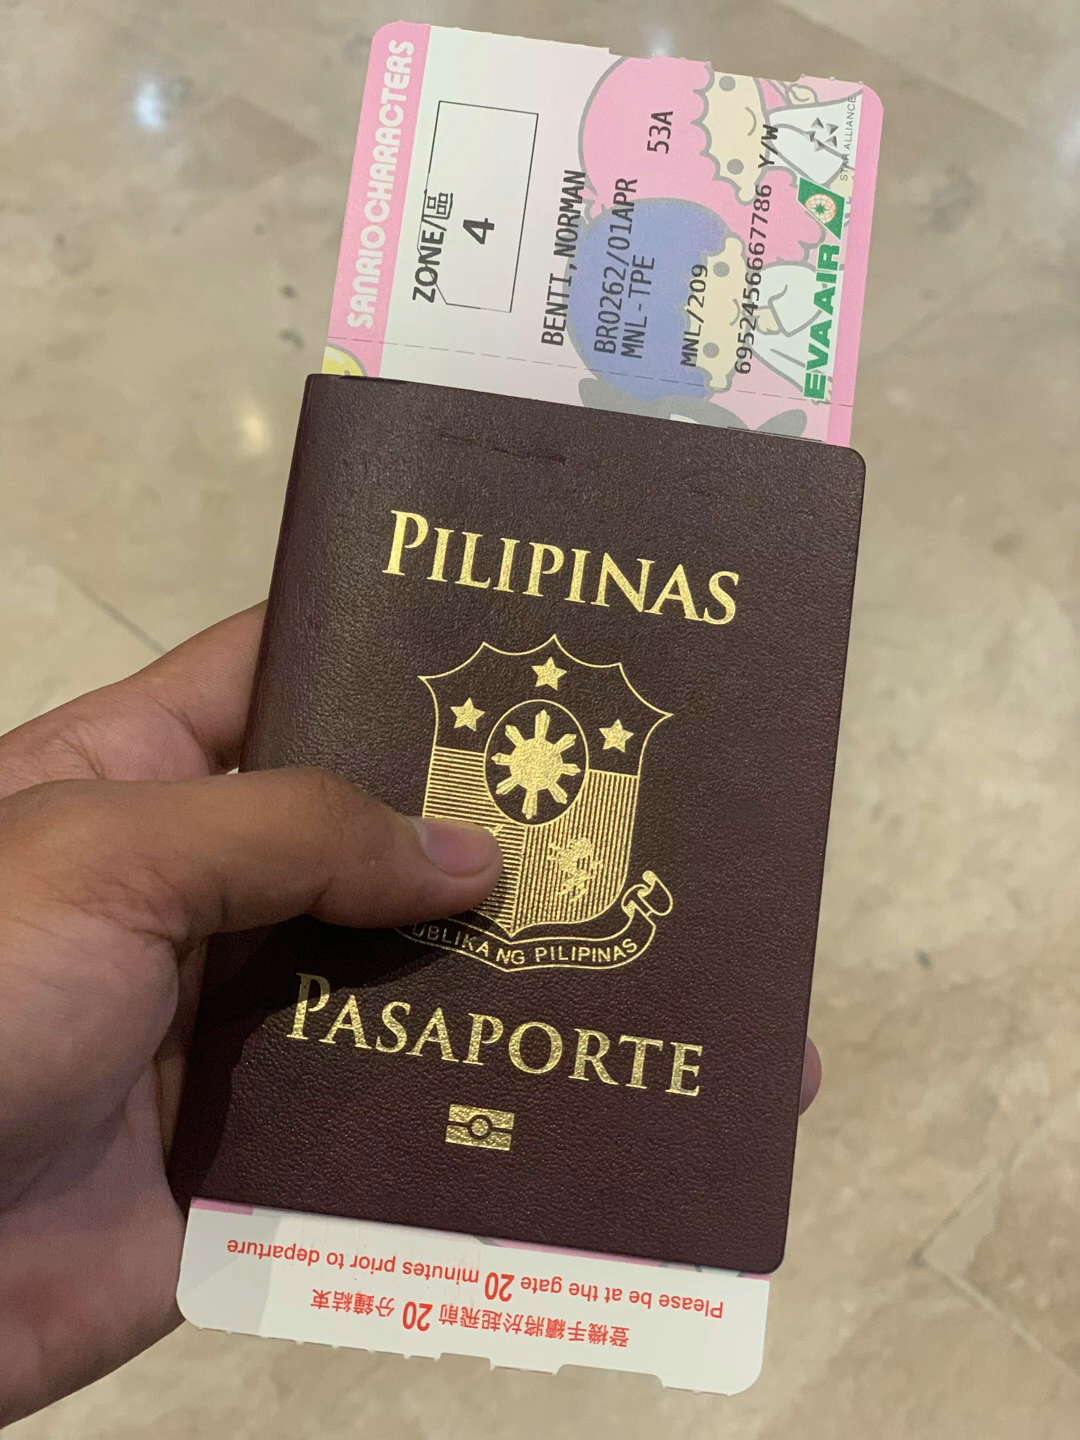 SANRIO CHARACTERS
ZONE/區
4
BENTI,NORMAN
BR0262/01APR
53A
MNL-TPE
MNL/209
6952456667786 Y/W
EVA AIR
STAR ALLIANCE
PILIPINAS
UBLIKA NG PILIPINAS
PASAPORTE
登機手續將於起飛前 20 分鐘結束
Please be at the gate 20 minutes prior to departure